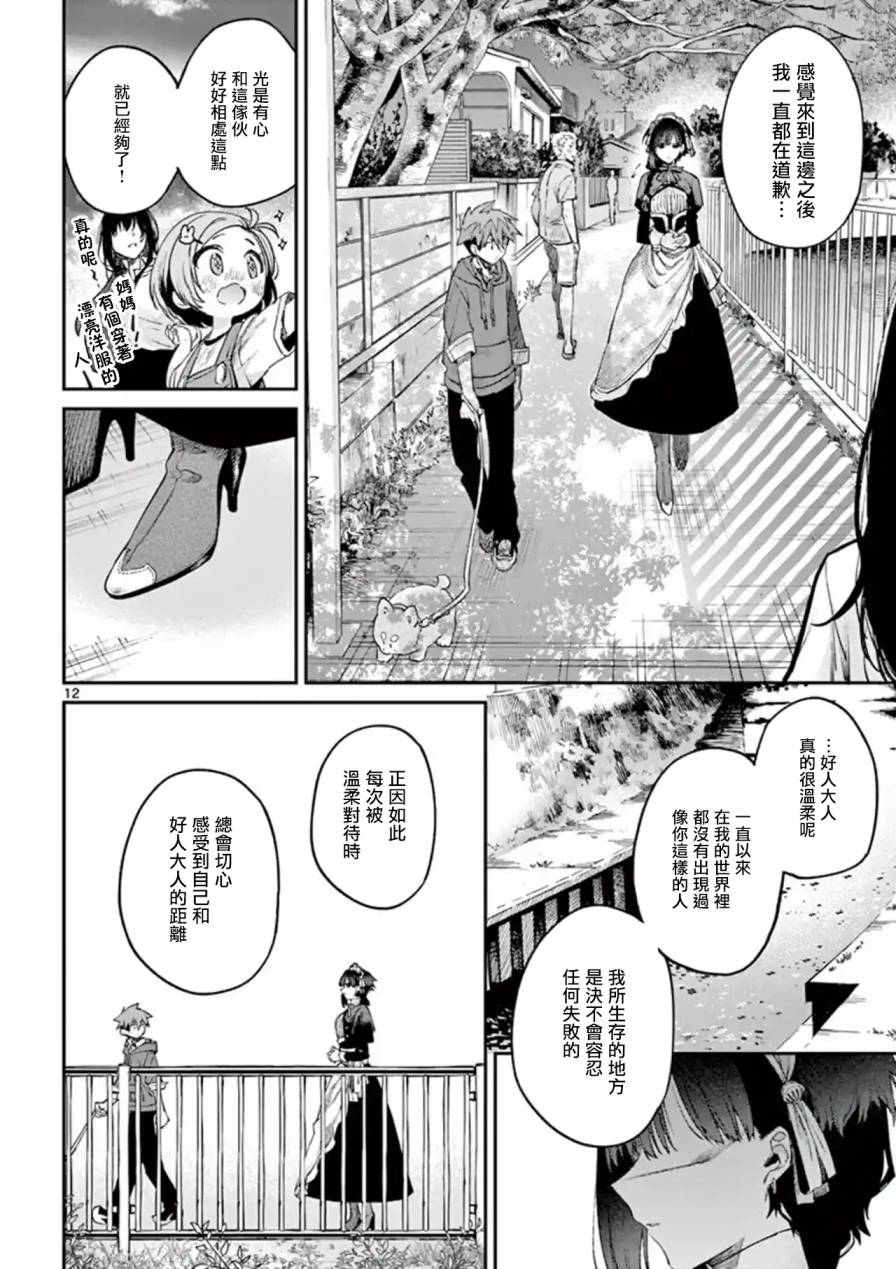 感覺來到這邊之後
我一直都在道歉…
光是有心
和這傢伙
好好相處這點
就已經夠了！
媽媽
有個穿著
漂亮洋服的
人
真的呢～
12
…好人大人
真的很溫柔呢
一直以來
在我的世界裡
都沒有出現過
像你這樣的人
我所生存的地方
是決不會容忍
任何失敗的
正因如此
每次被
溫柔對待時
總會切心
感受到自己和
好人大人的距離